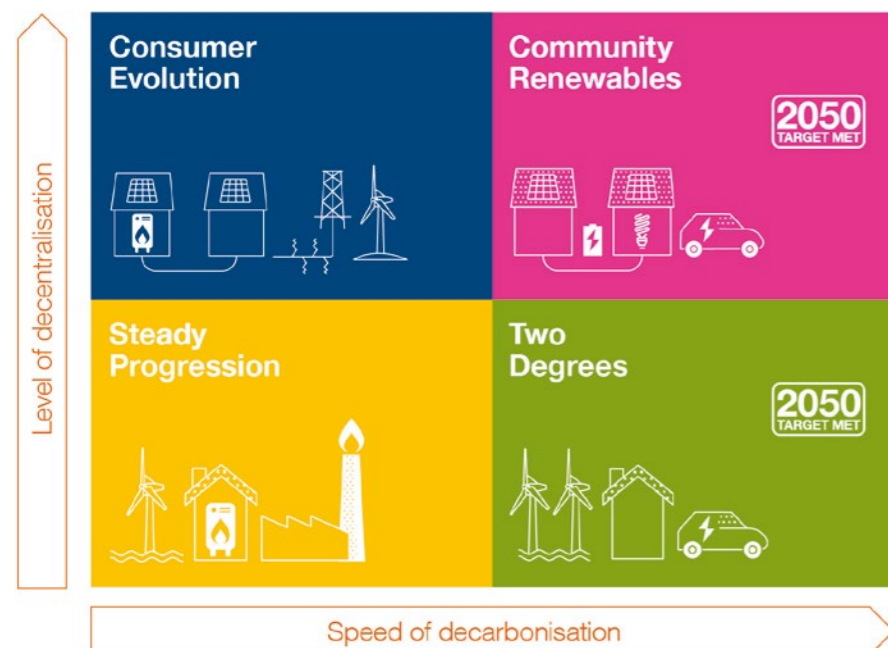 Level of decentralisation
Consumer
Evolution
Community
Renewables
2050
TARGET MET
Steady
Progression
Two
Degrees
2050
TARGET MET
Speed of decarbonisation